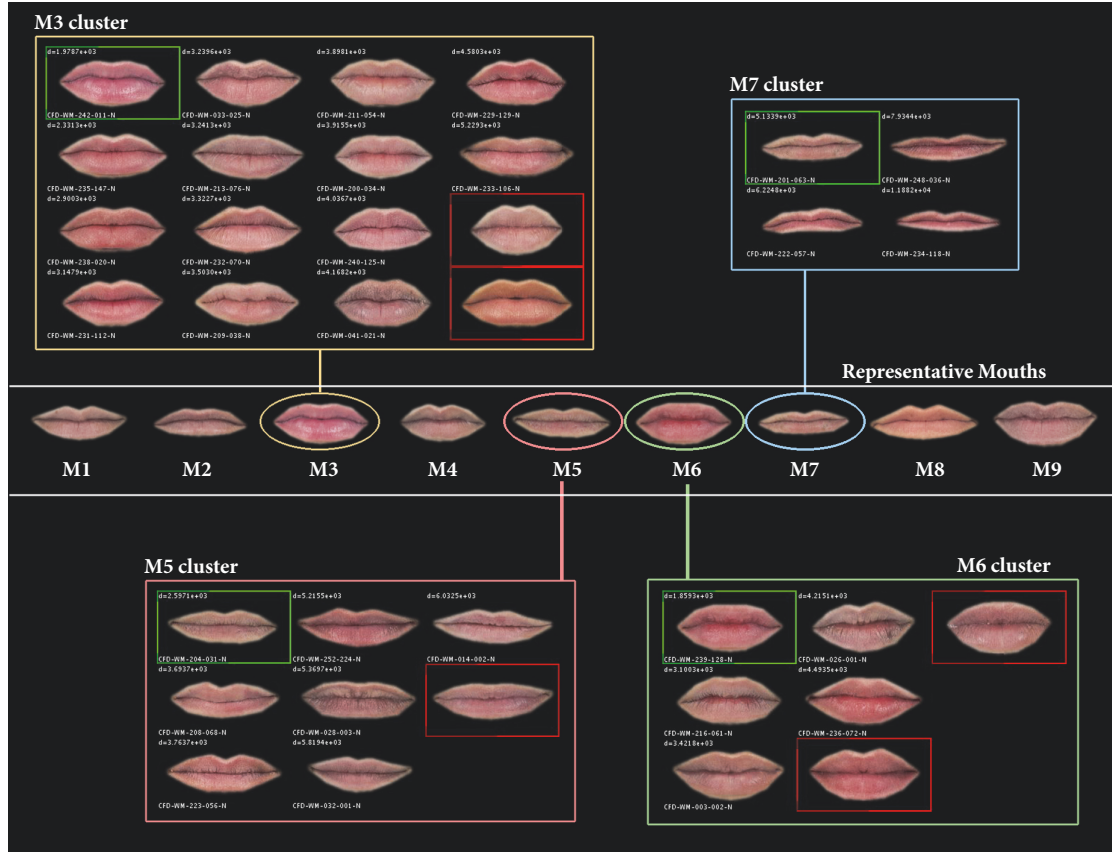 M3 cluster
d=1.9787e+03 d=3.2396e+03 d=3.8981e+03 d=4.5803e+03
CFD-WM-242-011-N CFD-WM-033-025-N CFD-WM-211-054-N CFD-WM-229-129-N
d=2.3313e+03 d=3.2413e+03 d=3.9155e+03 d=5.2293e+03
CFD-WM-235-147-N CFD-WM-213-076-N CFD-WM-200-034-N CFD-WM-233-106-N
d=2.9003e+03 d=3.3227e+03 d=4.0367e+03
CFD-WM-238-020-N CFD-WM-232-070-N CFD-WM-240-125-N
d=3.1479e+03 d=3.5030e+03 d=4.1682e+03
CFD-WM-231-112-N CFD-WM-209-038-N CFD-WM-041-021-N
M7 cluster
d=5.1339e+03 d=7.9344e+03
CFD-WM-201-063-N CFD-WM-248-036-N
d=6.2248e+03 d=1.1882e+04
CFD-WM-222-057-N CFD-WM-234-118-N
Representative Mouths
M1 M2 M3 M4 M5 M6 M7 M8 M9
M5 cluster
d=2.5971e+03 d=5.2155e+03 d=6.0325e+03
CFD-WM-204-031-N CFD-WM-252-224-N CFD-WM-014-002-N
d=3.6937e+03 d=5.3697e+03
CFD-WM-208-068-N CFD-WM-028-003-N
d=3.7637e+03 d=5.8194e+03
CFD-WM-223-056-N CFD-WM-032-001-N
M6 cluster
d=1.8593e+03 d=4.2151e+03
CFD-WM-239-128-N CFD-WM-026-001-N
d=3.1003e+03 d=4.4935e+03
CFD-WM-216-061-N CFD-WM-236-072-N
d=3.4218e+03
CFD-WM-003-002-N